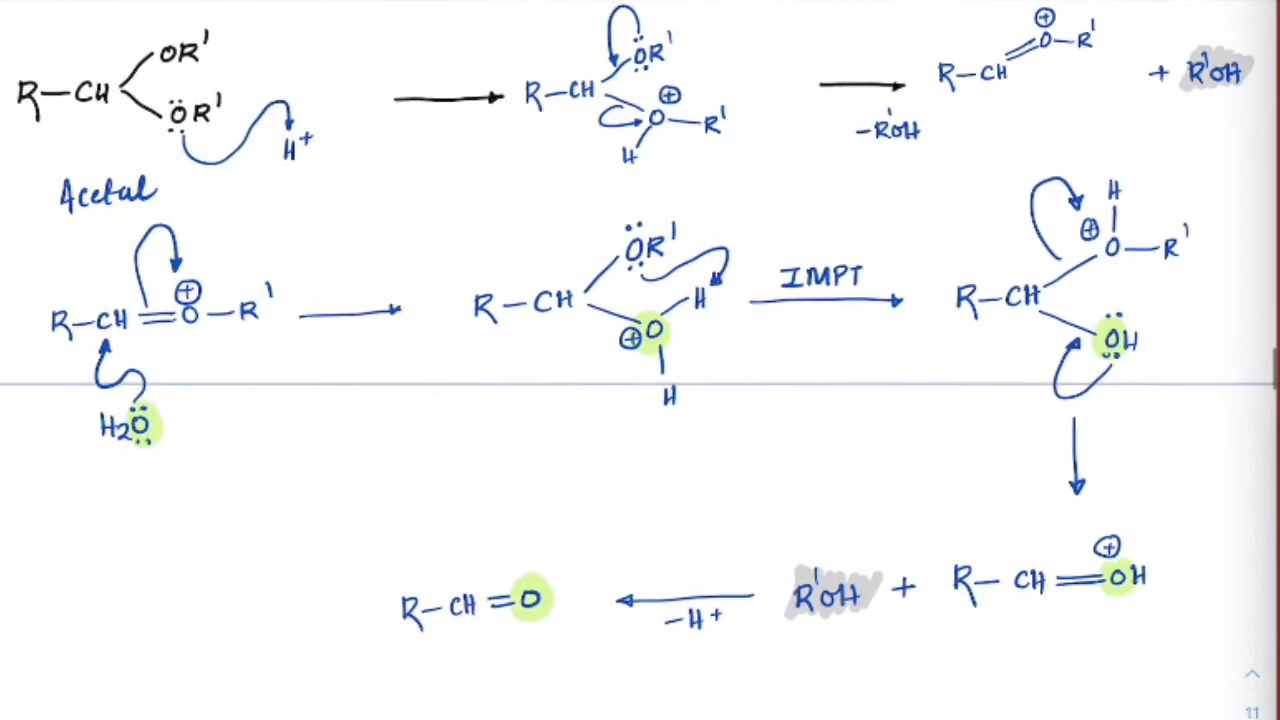 R-CH OR' ÖR' H+ R-CH ÖR' ⊕ O-R' H -R'OH R-CH=O-R' ⊕ + R'OH
Acetal
R-CH=O-R' ⊕ H2Ö R-CH ÖR' H ⊕O H IMPT R-CH H ⊕ O-R' ÖH
R-CH=O -H+ R'OH + R-CH=OH ⊕
11